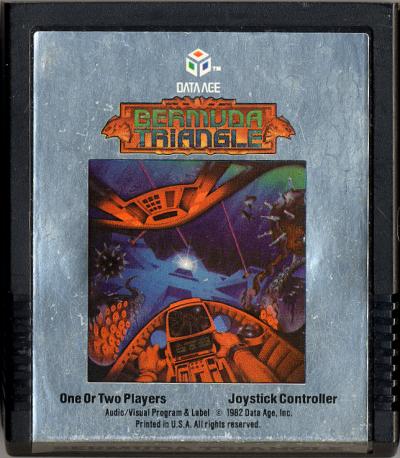 TM
DATA AGE
BERMUDA
TRIANGLE
One Or Two Players Joystick Controller
Audio/Visual Program & Label © 1982 Data Age, Inc.
Printed in U.S.A. All rights reserved.